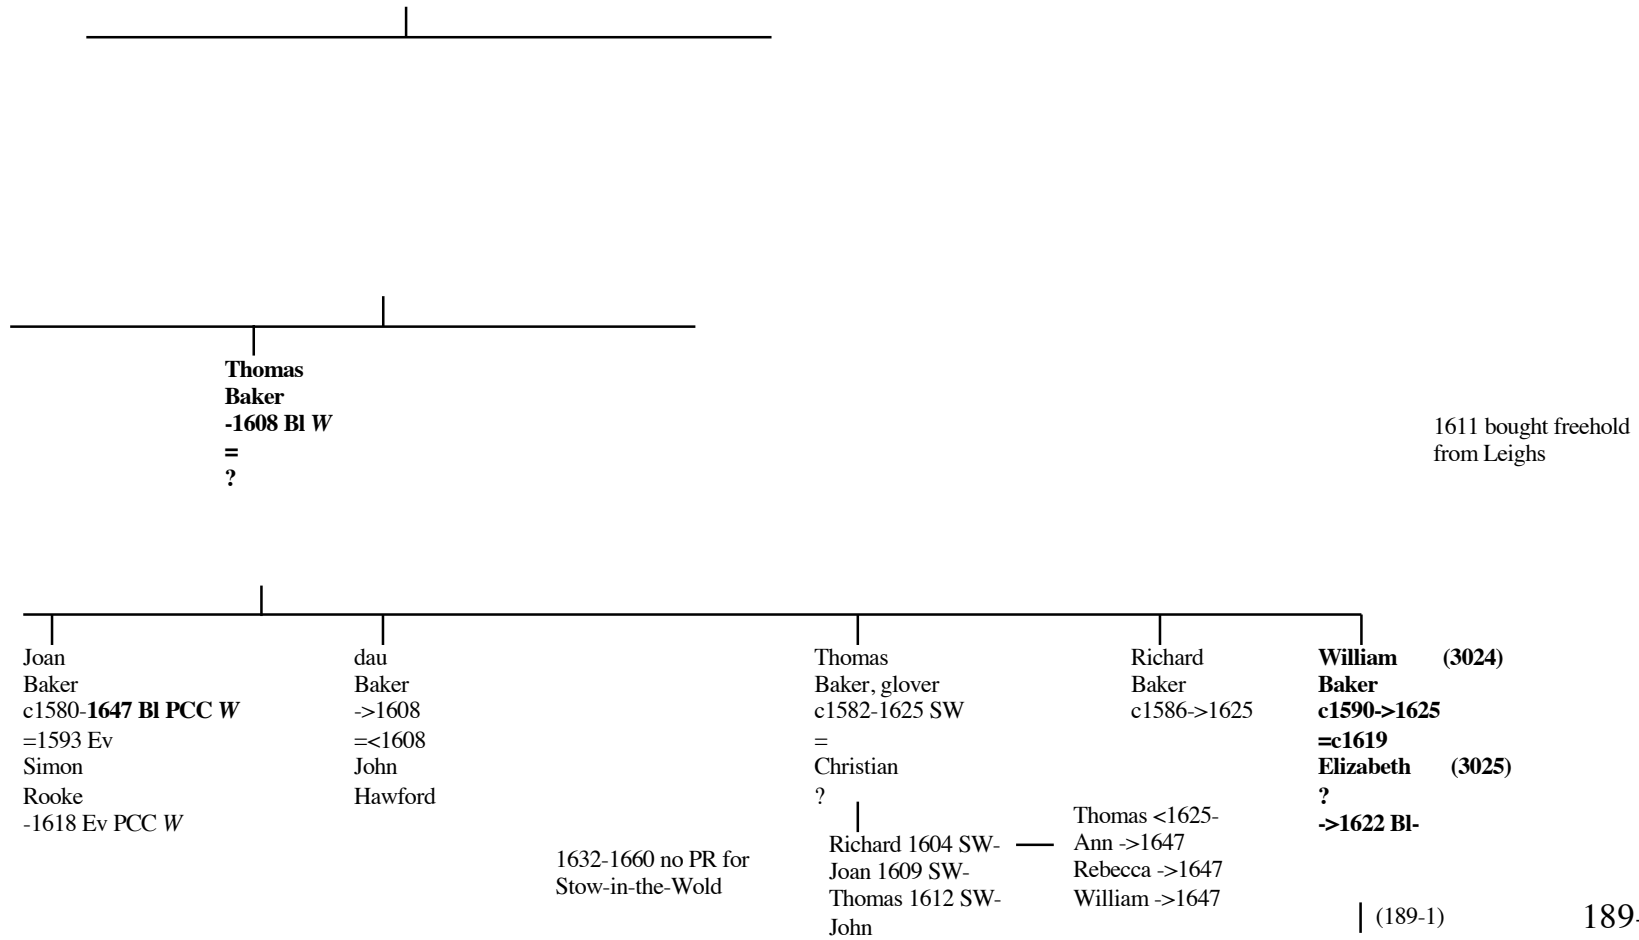 Thomas
Baker
-1608 Bl W
=
?
1611 bought freehold
from Leighs
Joan
Baker
c1580-1647 Bl PCC W
=1593 Ev
Simon
Rooke
-1618 Ev PCC W
dau
Baker
->1608
=<1608
John
Hawford
1632-1660 no PR for
Stow-in-the-Wold
Thomas
Baker, glover
c1582-1625 SW
=
Christian
?
Richard 1604 SW-
Joan 1609 SW-
Thomas 1612 SW-
John
Thomas <1625-
Ann ->1647
Rebecca ->1647
William ->1647
Richard
Baker
c1586->1625
William (3024)
Baker
c1590->1625
=c1619
Elizabeth (3025)
?
->1622 Bl-
(189-1)
189-